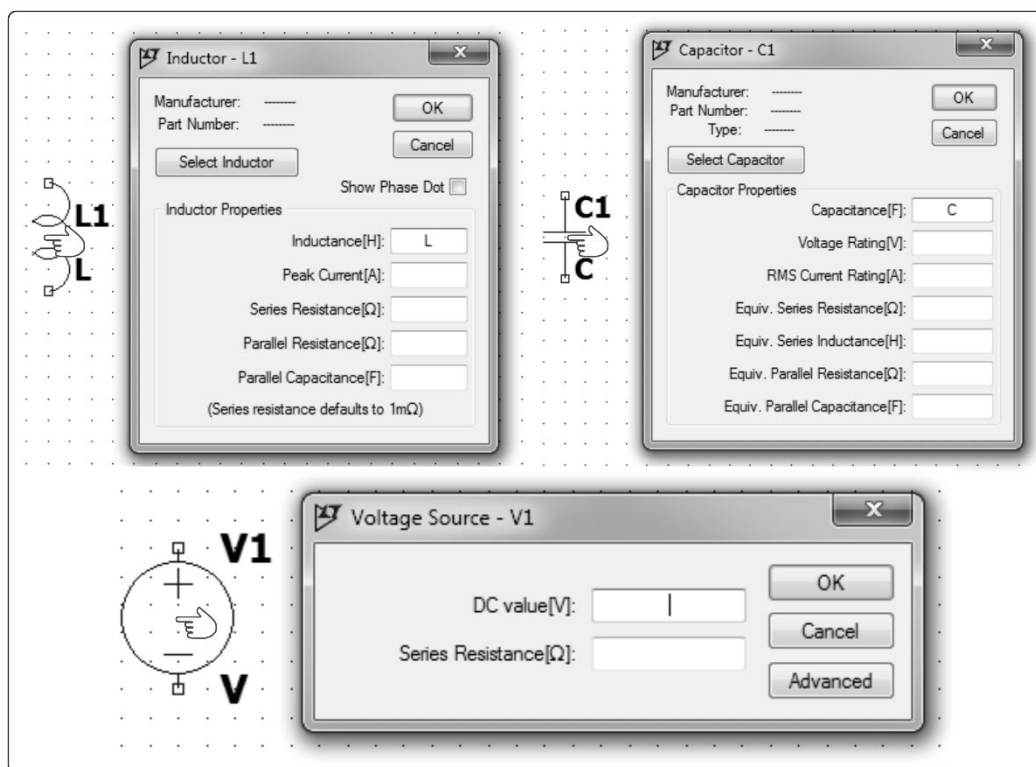 Inductor - L1
Manufacturer: --------
Part Number: --------
OK
Cancel
Select Inductor
Show Phase Dot
Inductor Properties
Inductance[H]: L
Peak Current[A]:
Series Resistance[Ω]:
Parallel Resistance[Ω]:
Parallel Capacitance[F]:
(Series resistance defaults to 1mΩ)
L1
L
Capacitor - C1
Manufacturer: --------
Part Number: --------
Type: --------
OK
Cancel
Select Capacitor
Capacitor Properties
Capacitance[F]: C
Voltage Rating[V]:
RMS Current Rating[A]:
Equiv. Series Resistance[Ω]:
Equiv. Series Inductance[H]:
Equiv. Parallel Resistance[Ω]:
Equiv. Parallel Capacitance[F]:
C1
C
V1
V
Voltage Source - V1
DC value[V]:
Series Resistance[Ω]:
OK
Cancel
Advanced